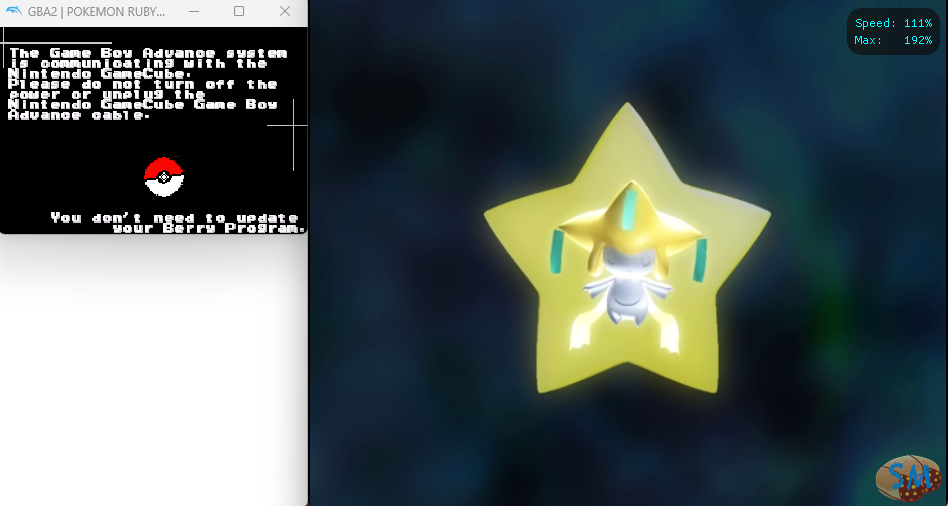 GBA2 | POKEMON RUBY...
The Game Boy Advance system
is communicating with the
Nintendo GameCube.
Please do not turn off the
power or unplug the
Nintendo GameCube Game Boy
Advance cable.
You don't need to update
your Berry Program.
Speed: 111%
Max: 192%
SM